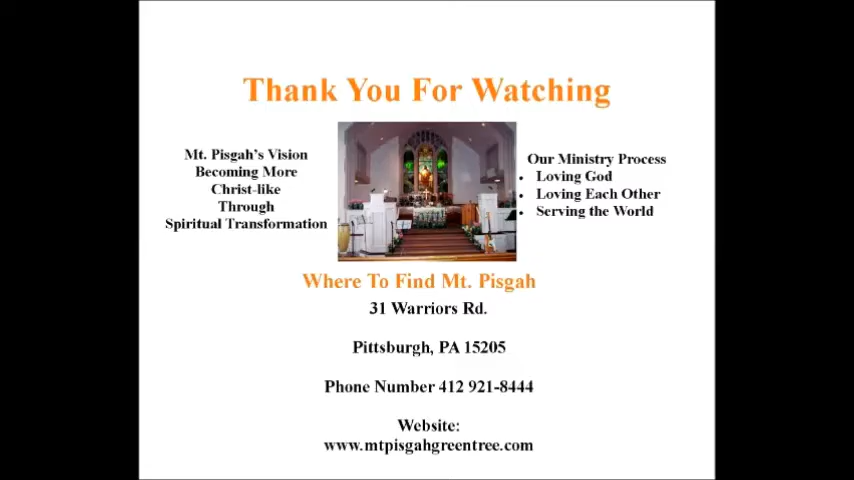 Thank You For Watching
Mt. Pisgah's Vision
Becoming More
Christ-like
Through
Spiritual Transformation
Our Ministry Process
• Loving God
• Loving Each Other
• Serving the World
Where To Find Mt. Pisgah
31 Warriors Rd.
Pittsburgh, PA 15205
Phone Number 412 921-8444
Website:
www.mtpisgahgreentree.com